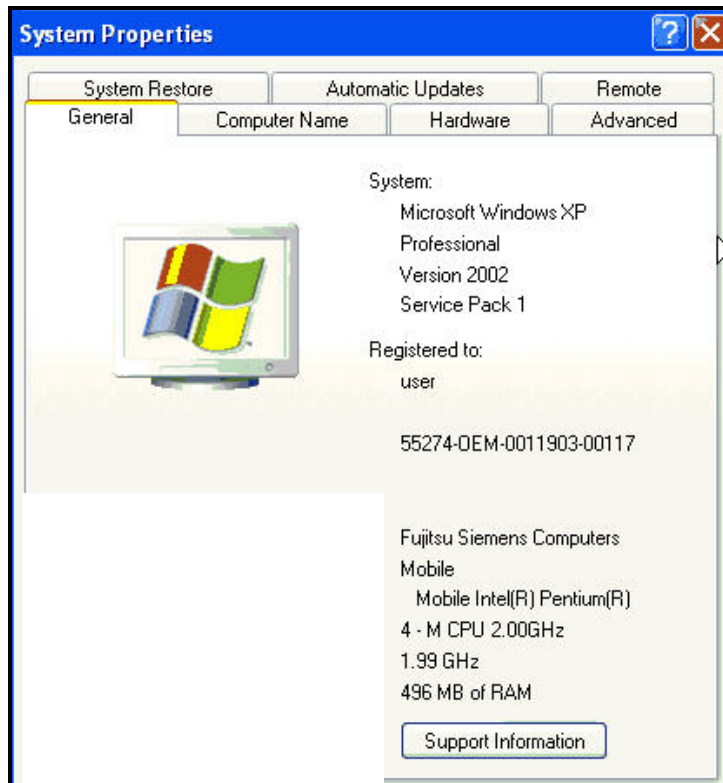 System Properties
System Restore Automatic Updates Remote
General Computer Name Hardware Advanced
System:
Microsoft Windows XP
Professional
Version 2002
Service Pack 1
Registered to:
user
55274-OEM-0011903-00117
Fujitsu Siemens Computers
Mobile
Mobile Intel(R) Pentium(R)
4 - M CPU 2.00GHz
1.99 GHz
496 MB of RAM
Support Information